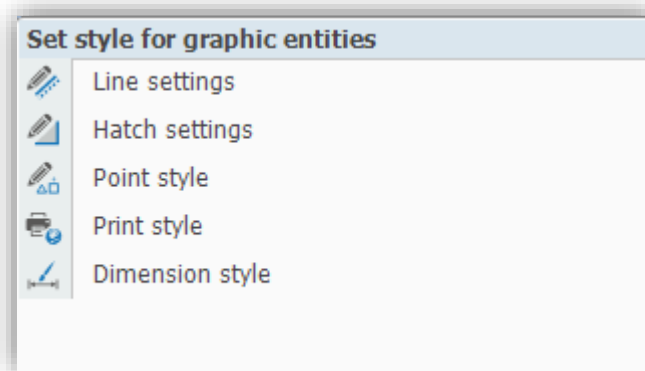 Set style for graphic entities
Line settings
Hatch settings
Point style
Print style
Dimension style